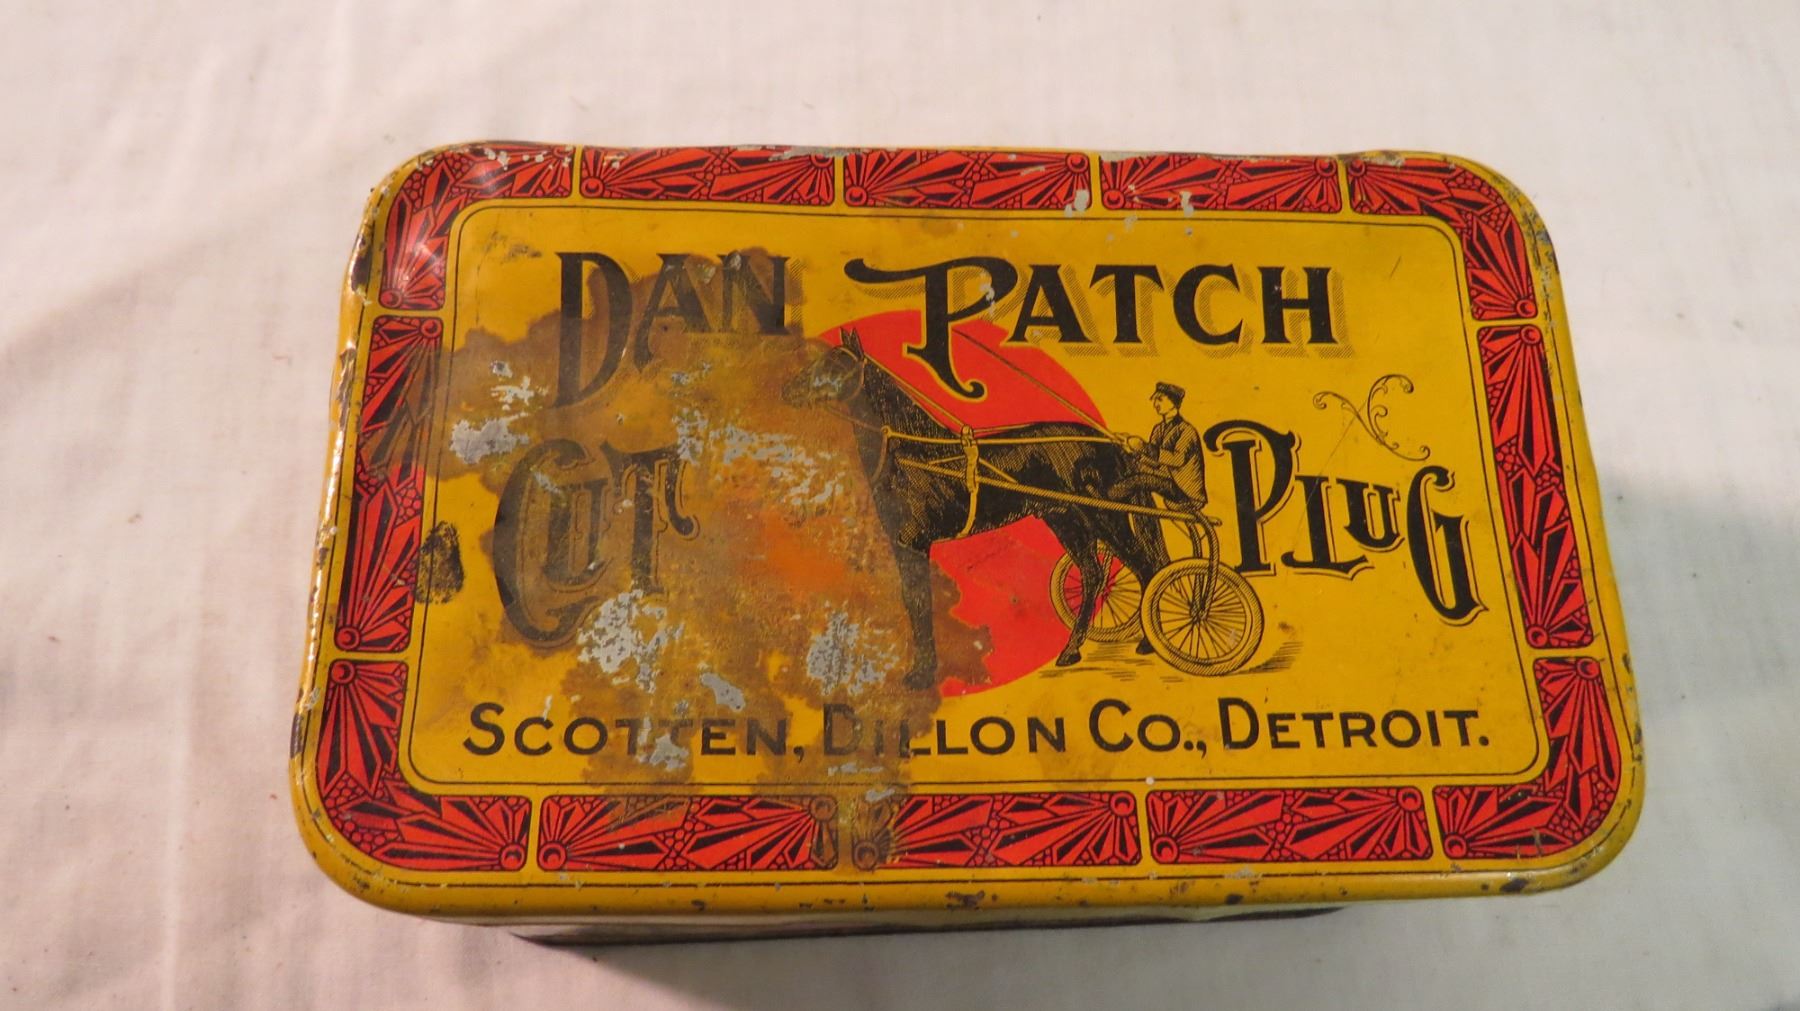 DAN PATCH
CUT PLUG
SCOTTEN, DILLON CO., DETROIT.